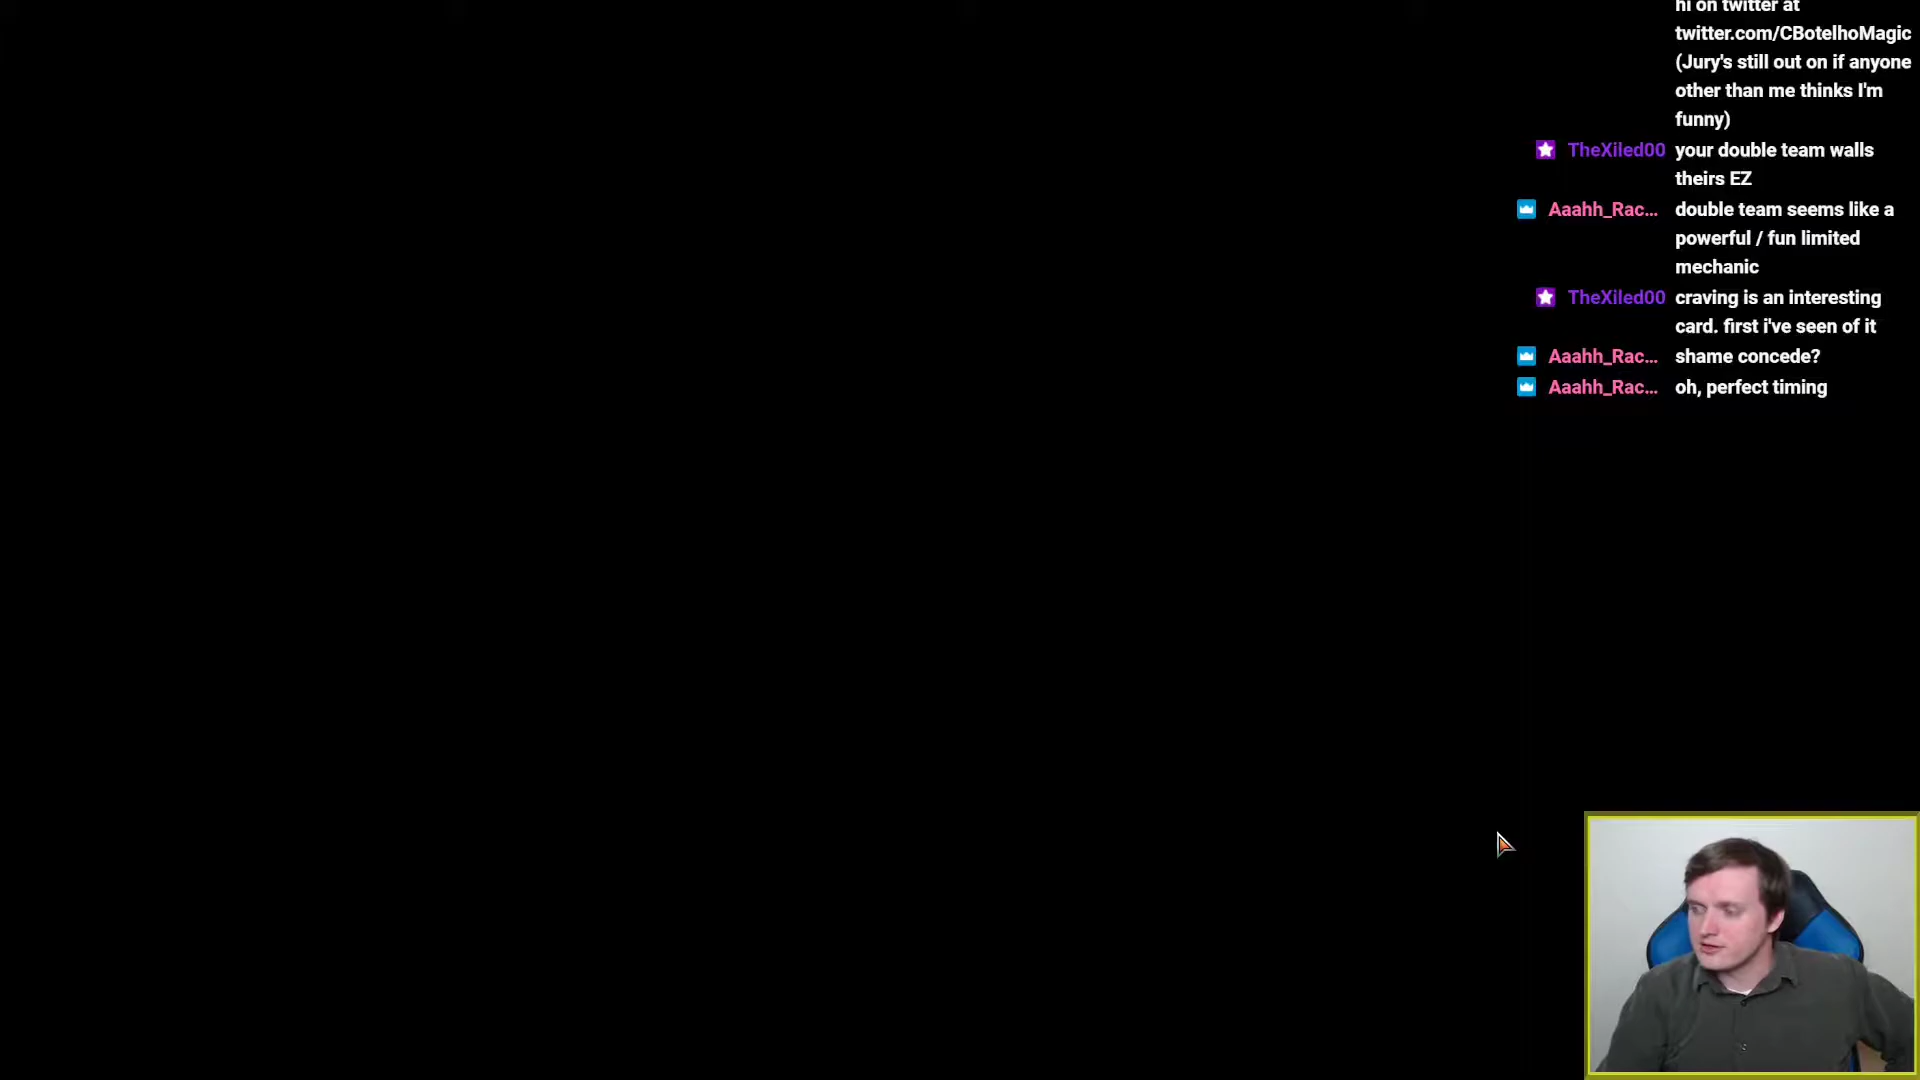 hi on twitter at
twitter.com/CBotelhoMagic
(Jury's still out on if anyone
other than me thinks I'm
funny)
TheXiled00 your double team walls
theirs EZ
Aaahh_Rac... double team seems like a
powerful / fun limited
mechanic
TheXiled00 craving is an interesting
card. first i've seen of it
Aaahh_Rac... shame concede?
Aaahh_Rac... oh, perfect timing